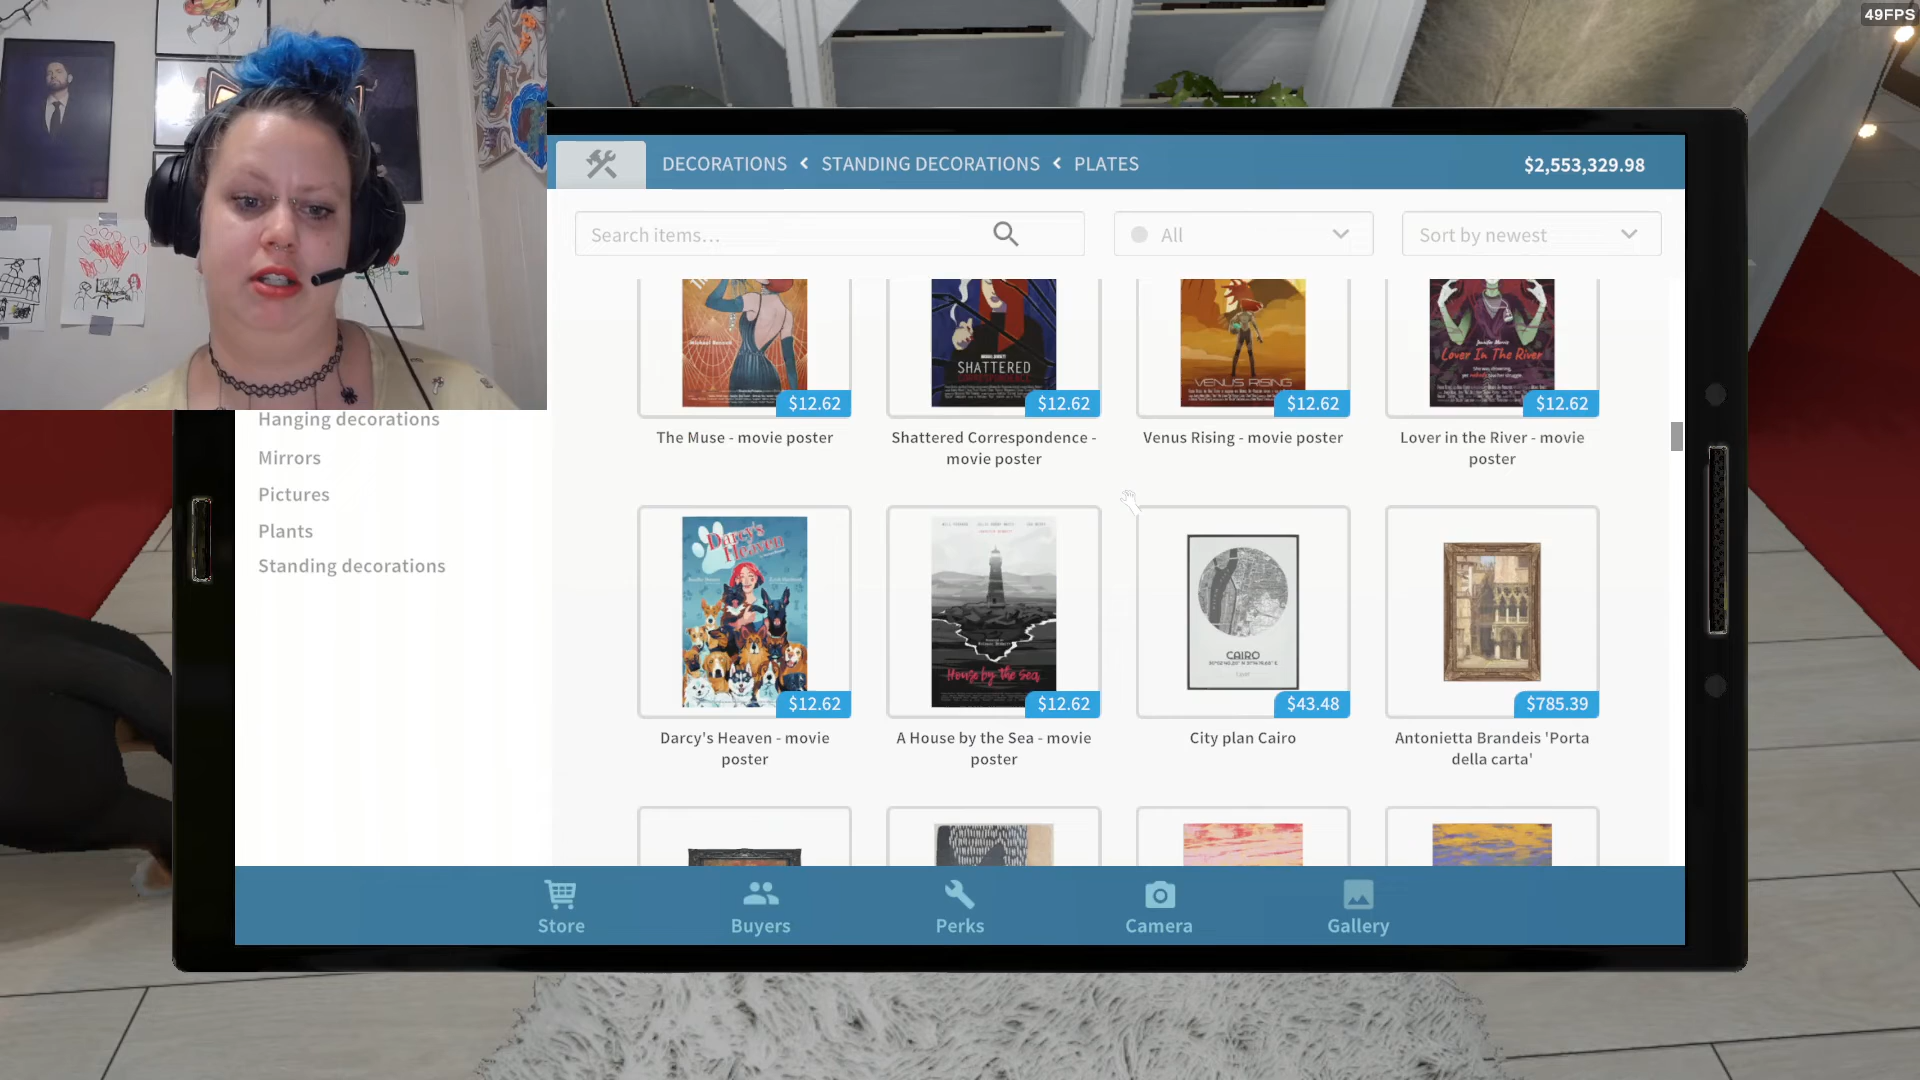 49FPS
DECORATIONS < STANDING DECORATIONS < PLATES
$2,553,329.98
Search items...
All
Sort by newest
Hanging decorations
Mirrors
Pictures
Plants
Standing decorations
SHATTERED
VENUS RISING
Lover In The River
$12.62
$12.62
$12.62
$12.62
The Muse - movie poster
Shattered Correspondence -
movie poster
Venus Rising - movie poster
Lover in the River - movie
poster
Darcy's
Heaven
House by the sea
CAIRO
$12.62
$12.62
$43.48
$785.39
Darcy's Heaven - movie
poster
A House by the Sea - movie
poster
City plan Cairo
Antonietta Brandeis 'Porta
della carta'
Store
Buyers
Perks
Camera
Gallery